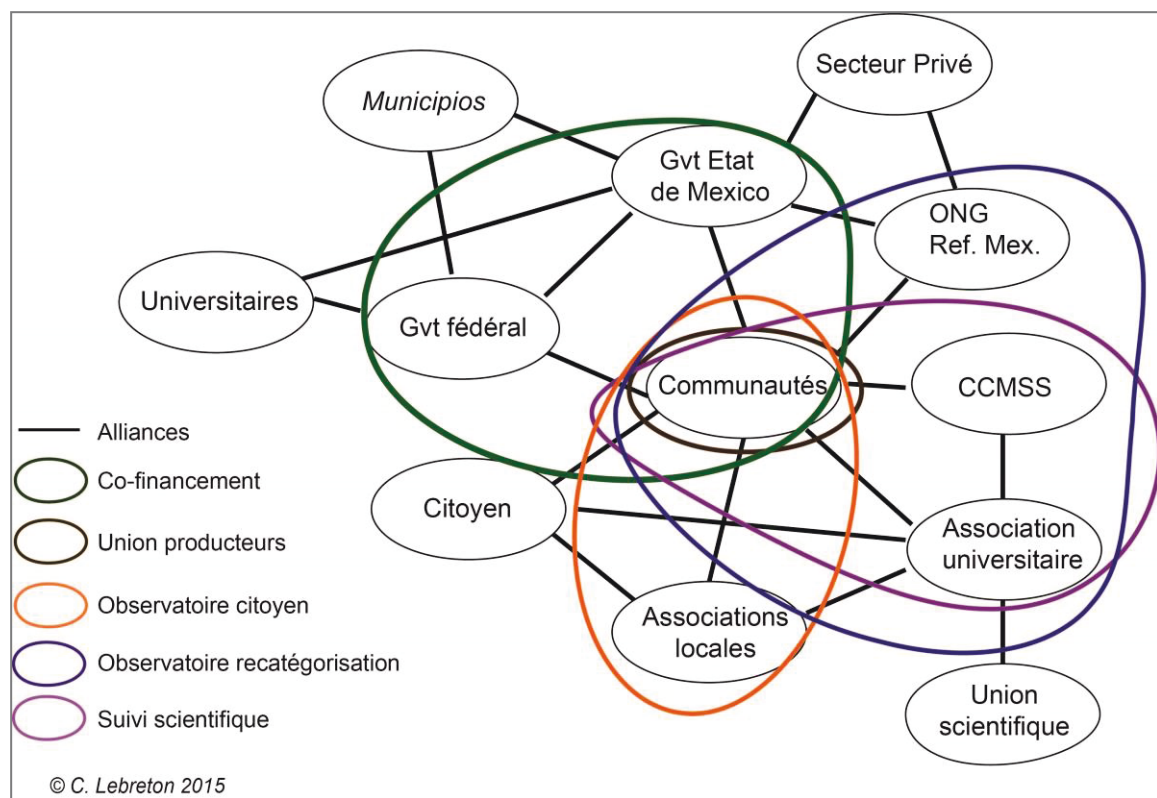 Secteur Privé
Municipios
Gvt Etat
de Mexico
ONG
Ref. Mex.
Universitaires
Gvt fédéral
Communautés
CCMSS
Alliances
Co-financement
Citoyen
Association
universitaire
Union producteurs
Observatoire citoyen
Associations
locales
Observatoire recatégorisation
Suivi scientifique
Union
scientifique
© C. Lebreton 2015